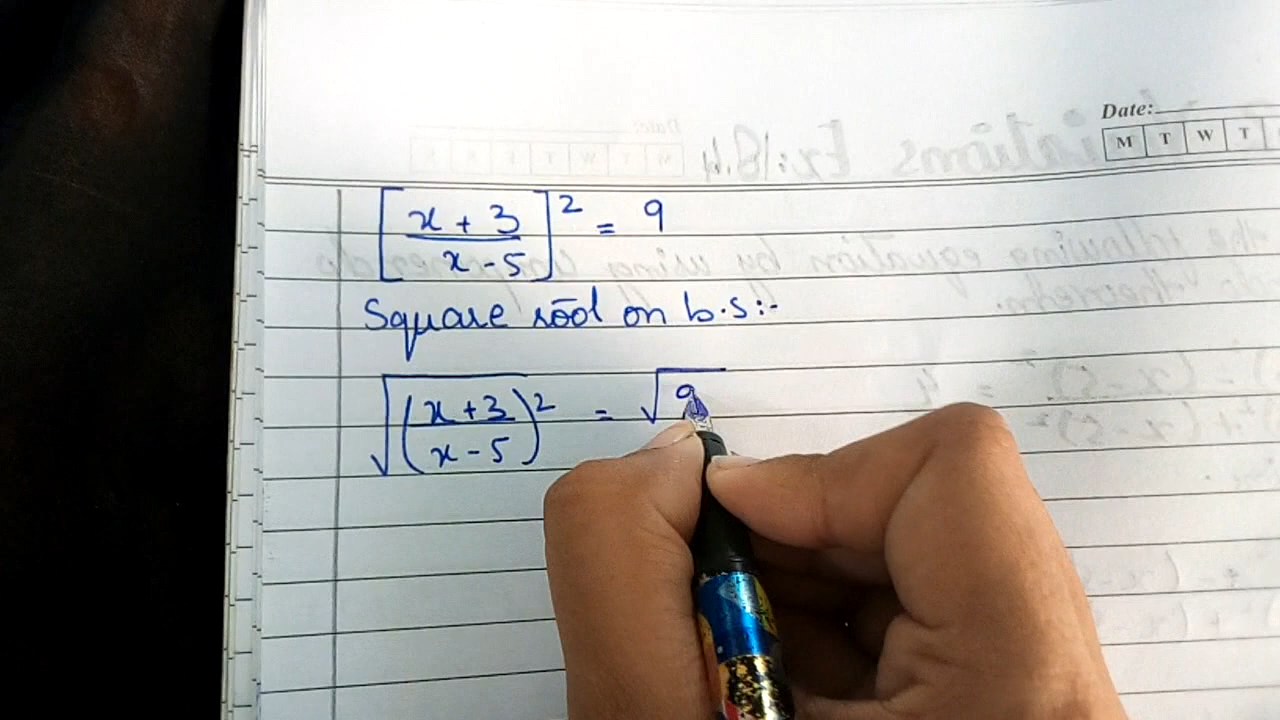 Date:
M T W T
[x + 3 / x - 5]² = 9
Square root on b.s:-
√(x+3 / x-5)² = √9